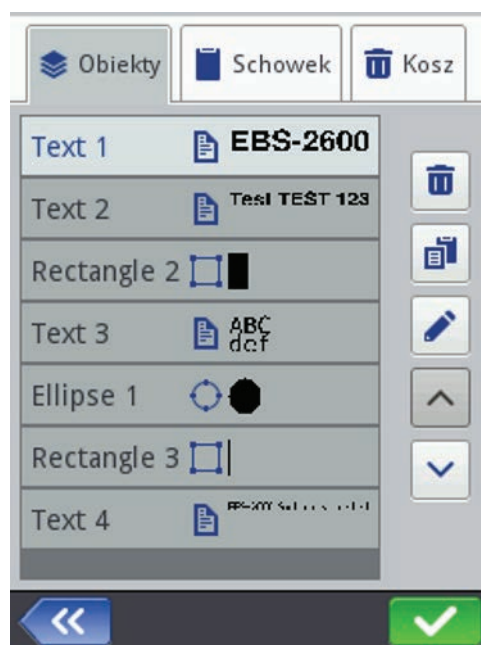 Obiekty Schowek Kosz
Text 1 EBS-2600
Text 2 Test TEST 123
Rectangle 2
Text 3 ABC
def
Ellipse 1
Rectangle 3
Text 4